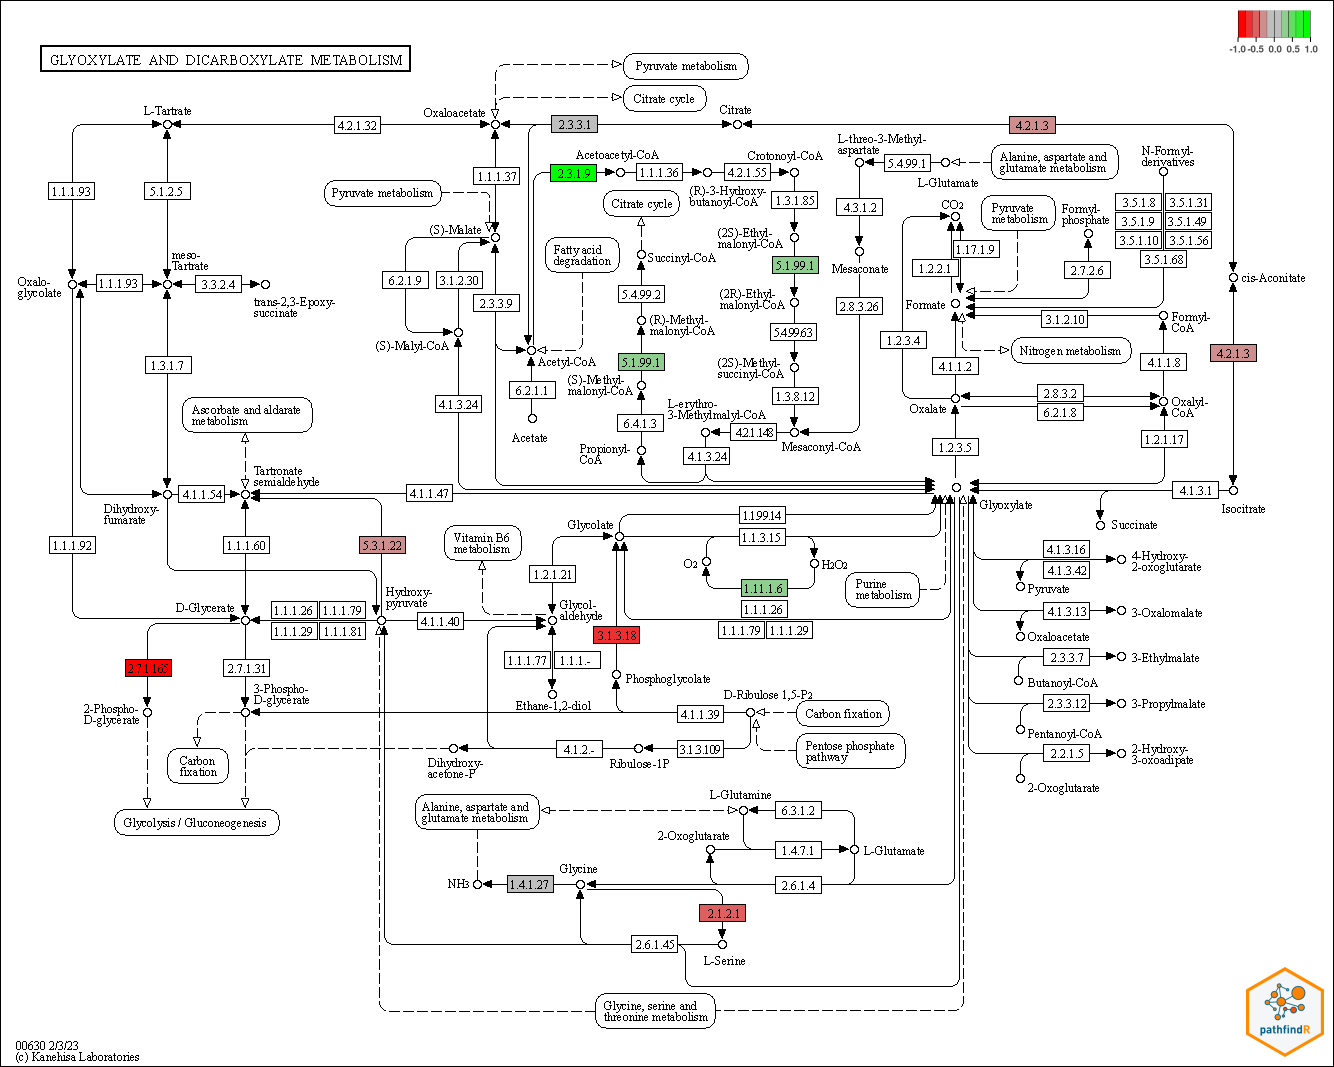 GLYOXYLATE AND DICARBOXYLATE METABOLISM
-1.0 -0.5 0.0 0.5 1.0
Pyruvate metabolism
Citrate cycle
L-Tartrate
4.2.1.32
Oxaloacetate
2.3.3.1
Citrate
4.2.1.3
1.1.1.93
5.1.2.5
1.1.1.37
Pyruvate metabolism
(S)-Malate
2.3.1.9
Acetoacetyl-CoA
1.1.1.36
(R)-3-Hydroxy-
butanoyl-CoA
4.2.1.55
Crotonoyl-CoA
1.3.1.85
(2S)-Ethyl-
malonyl-CoA
5.1.99.1
(2R)-Ethyl-
malonyl-CoA
5.4.99.63
(2S)-Methyl-
succinyl-CoA
1.3.8.12
L-threo-3-Methyl-
aspartate
5.4.99.1
L-Glutamate
Alanine, aspartate and
glutamate metabolism
4.3.1.2
Mesaconate
2.8.3.26
Mesaconyl-CoA
4.2.1.148
L-erythro-
3-Methylmalyl-CoA
4.1.3.24
Citrate cycle
Succinyl-CoA
5.4.99.2
(R)-Methyl-
malonyl-CoA
5.1.99.1
(S)-Methyl-
malonyl-CoA
6.4.1.3
Propionyl-
CoA
Fatty acid
degradation
CO2
1.17.1.9
1.2.2.1
Formate
Pyruvate
metabolism
Formyl-
phosphate
2.7.2.6
N-Formyl-
derivatives
3.5.1.8
3.5.1.31
3.5.1.9
3.5.1.49
3.5.1.10
3.5.1.56
3.5.1.68
3.1.2.10
Formyl-
CoA
Nitrogen metabolism
1.2.3.4
4.1.1.2
4.1.1.8
Oxalate
2.8.3.2
6.2.1.8
Oxalyl-
CoA
1.2.3.5
1.2.1.17
cis-Aconitate
4.2.1.3
4.1.3.1
Isocitrate
Succinate
Glyoxylate
Oxalo-
glycolate
1.1.1.93
meso-
Tartrate
3.3.2.4
trans-2,3-Epoxy-
succinate
6.2.1.9
3.1.2.30
2.3.3.9
(S)-Malyl-CoA
Acetyl-CoA
6.2.1.1
Acetate
4.1.3.24
1.3.1.7
Ascorbate and aldarate
metabolism
Tartronate
semialdehyde
4.1.1.54
4.1.1.47
Dihydroxy-
fumarate
1.1.1.92
1.1.1.60
5.3.1.22
Vitamin B6
metabolism
Glycolate
1.1.99.14
1.1.3.15
O2
H2O2
1.11.1.6
1.1.1.26
1.1.1.79
1.1.1.29
Purine
metabolism
1.2.1.21
D-Glycerate
1.1.1.26
1.1.1.79
1.1.1.29
1.1.1.81
Hydroxy-
pyruvate
4.1.1.40
Glycol-
aldehyde
3.1.3.18
1.1.1.77
1.1.1.-
Ethane-1,2-diol
Phosphoglycolate
2.7.1.165
2.7.1.31
2-Phospho-
D-glycerate
3-Phospho-
D-glycerate
D-Ribulose 1,5-P2
4.1.1.39
Carbon fixation
Pentose phosphate
pathway
3.1.3.109
Ribulose-1P
4.1.2.-
Dihydroxy-
acetone-P
Carbon
fixation
Glycolysis / Gluconeogenesis
4.1.3.16
4.1.3.42
4-Hydroxy-
2-oxoglutarate
Pyruvate
4.1.3.13
3-Oxalomalate
Oxaloacetate
2.3.3.7
3-Ethylmalate
Butanoyl-CoA
2.3.3.12
3-Propylmalate
Pentanoyl-CoA
2.2.1.5
2-Hydroxy-
3-oxoadipate
2-Oxoglutarate
Alanine, aspartate and
glutamate metabolism
L-Glutamine
6.3.1.2
2-Oxoglutarate
1.4.7.1
L-Glutamate
2.6.1.4
NH3
1.4.1.27
Glycine
2.1.2.1
2.6.1.45
L-Serine
Glycine, serine and
threonine metabolism
pathfindR
00630 2/3/23
(c) Kanehisa Laboratories